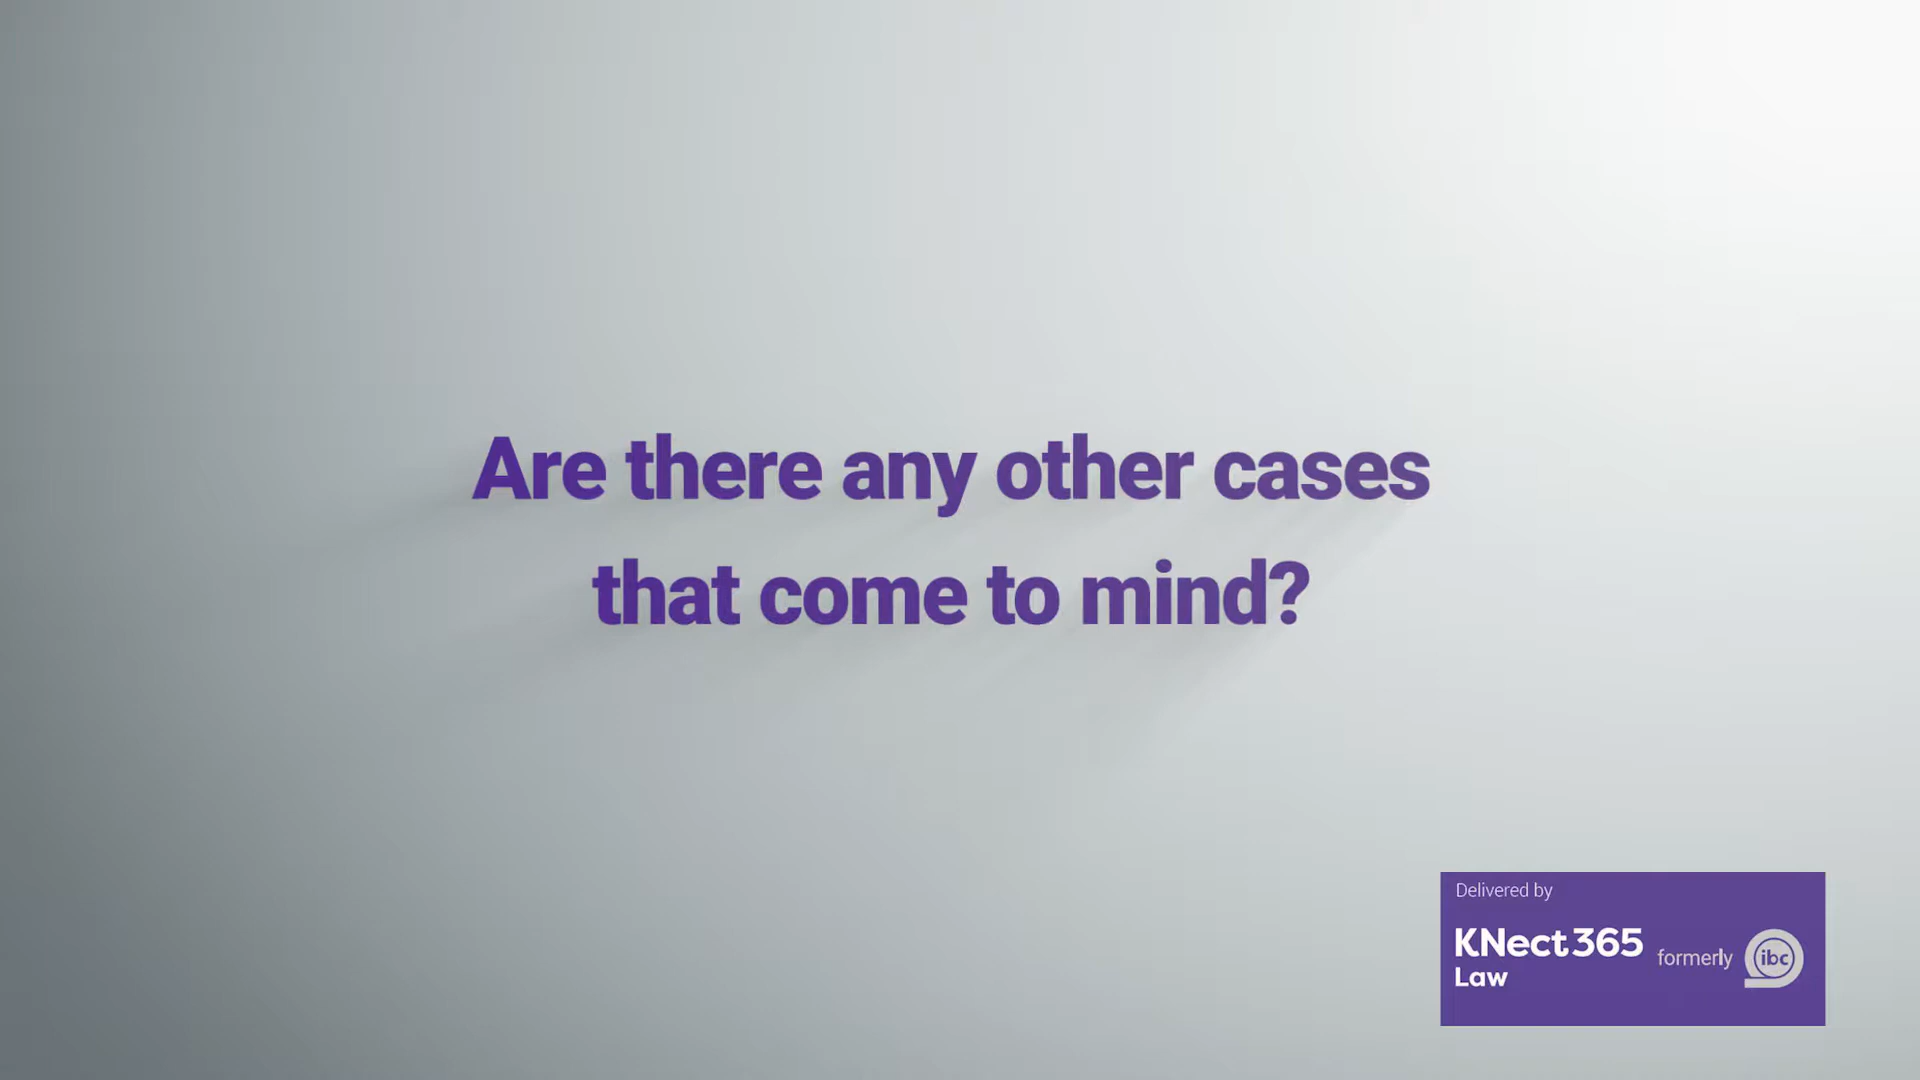 Are there any other cases
that come to mind?
Delivered by
KNect365
Law
formerly
ibc